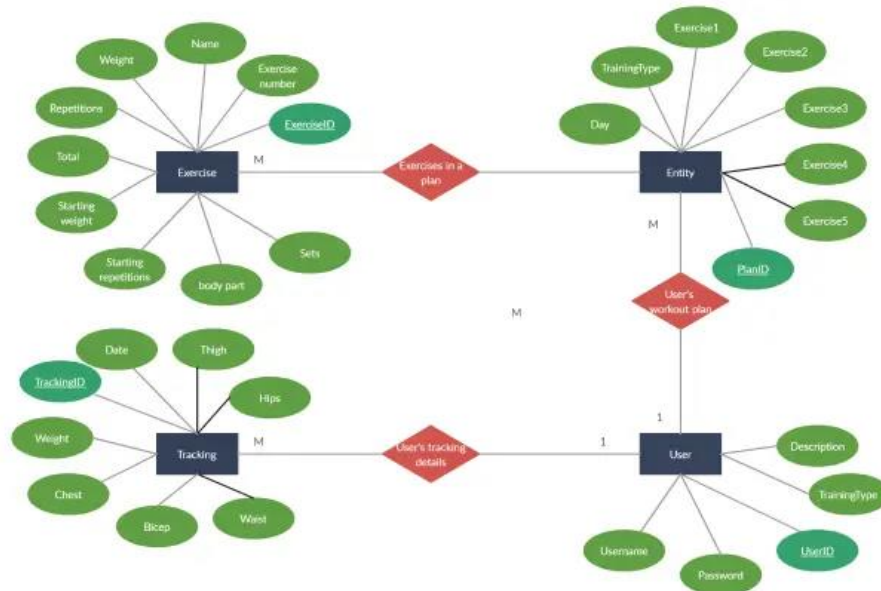 Name
Exercise1
Weight
Exercise
number
Exercise2
TrainingType
Repetitions
ExerciseID
Day
Exercise3
Total
M
Exercise
Exercises in a
plan
Entity
Exercise4
Starting
weight
Exercise5
M
Starting
repetitions
body part
Sets
PlanID
User's
workout plan
M
Date
Thigh
TrackingID
Hips
1
Weight
M
Tracking
User's tracking
details
1
User
Description
Chest
TrainingType
Bicep
Waist
Username
UserID
Password